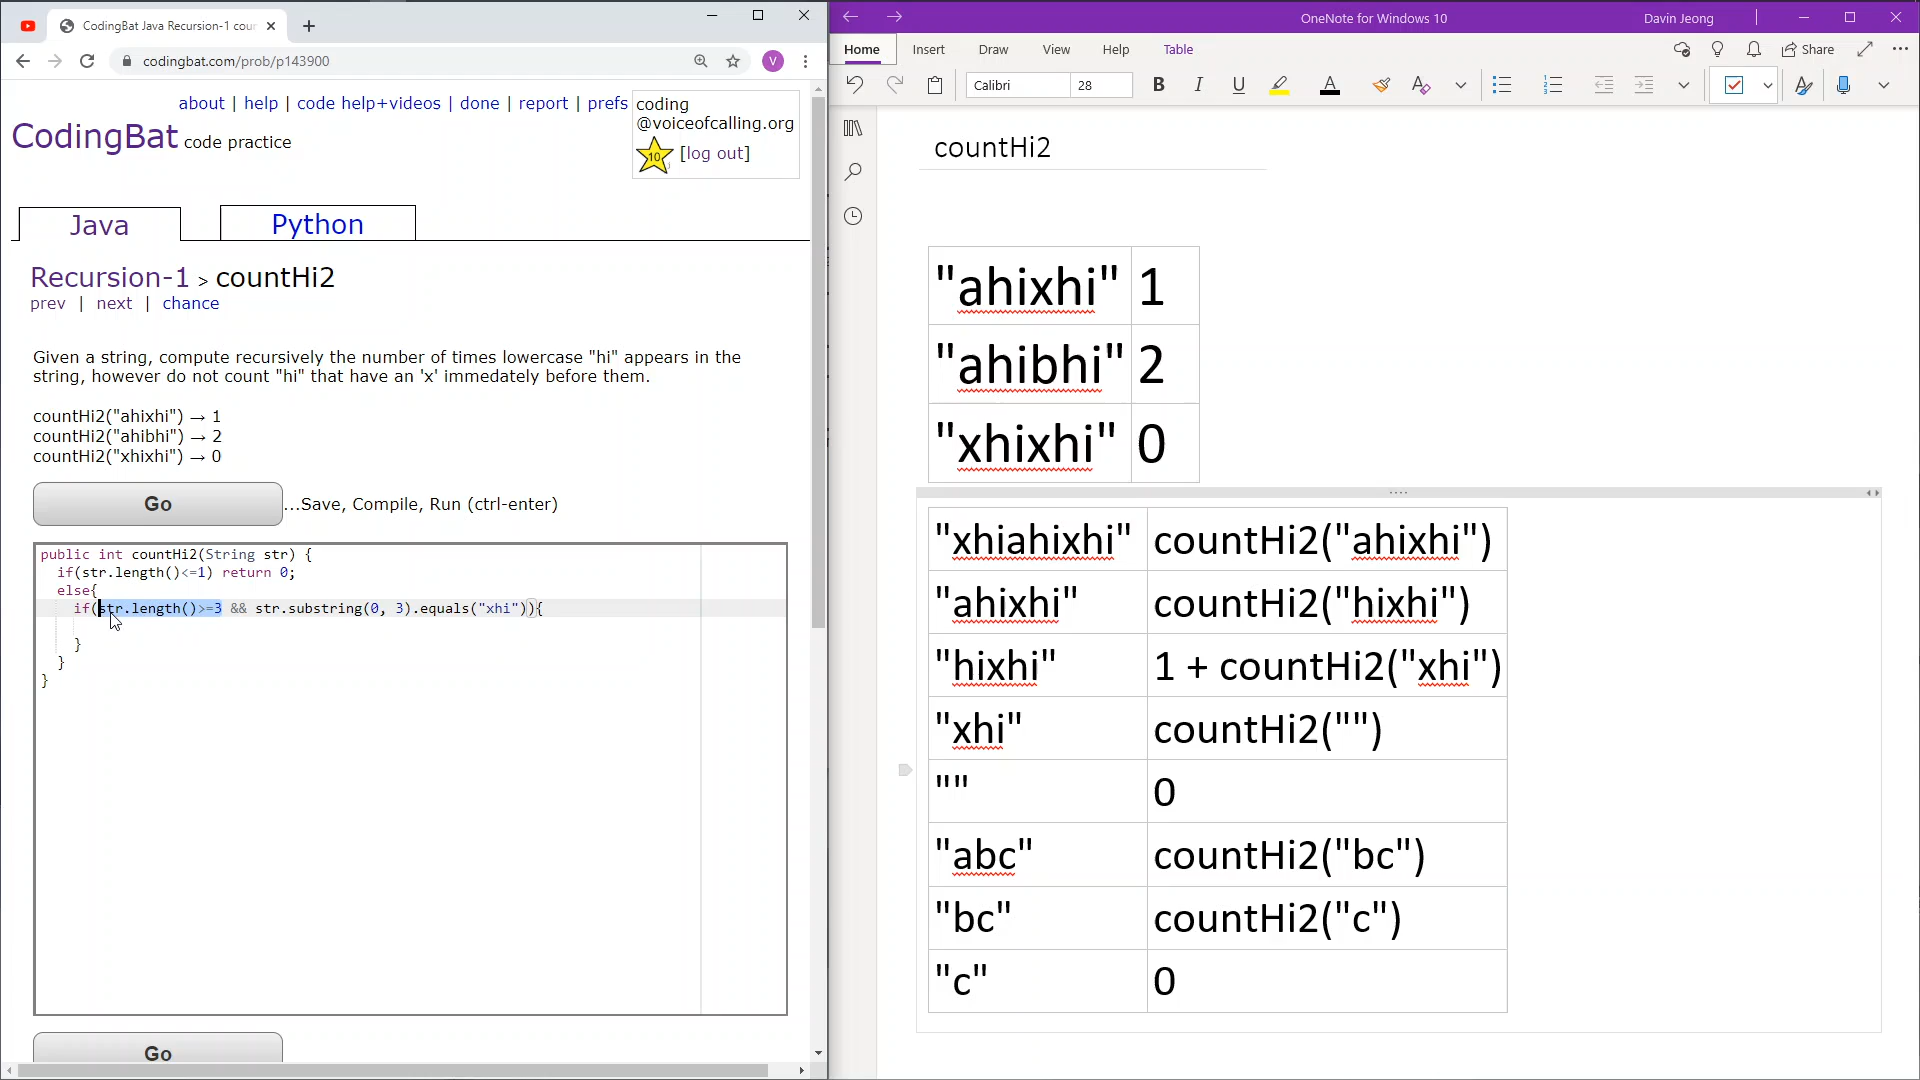 CodingBat Java Recursion-1 cour
codingbat.com/prob/p143900
V
about | help | code help+videos | done | report | prefs
coding
@voiceofcalling.org
10
[log out]
CodingBat code practice
Java
Python
Recursion-1 > countHi2
prev | next | chance
Given a string, compute recursively the number of times lowercase "hi" appears in the
string, however do not count "hi" that have an 'x' immedately before them.
countHi2("ahixhi") → 1
countHi2("ahibhi") → 2
countHi2("xhixhi") → 0
Go
...Save, Compile, Run (ctrl-enter)
public int countHi2(String str) {
if(str.length()<=1) return 0;
else{
if(str.length()>=3 && str.substring(0, 3).equals("xhi")){
}
}
}
Go
OneNote for Windows 10
Davin Jeong
Home
Insert
Draw
View
Help
Table
Share
Calibri
28
B
I
U
A
A
countHi2
"ahixhi" 1
"ahibhi" 2
"xhixhi" 0
"xhiahixhi" countHi2("ahixhi")
"ahixhi" countHi2("hixhi")
"hixhi" 1 + countHi2("xhi")
"xhi" countHi2("")
"" 0
"abc" countHi2("bc")
"bc" countHi2("c")
"c" 0